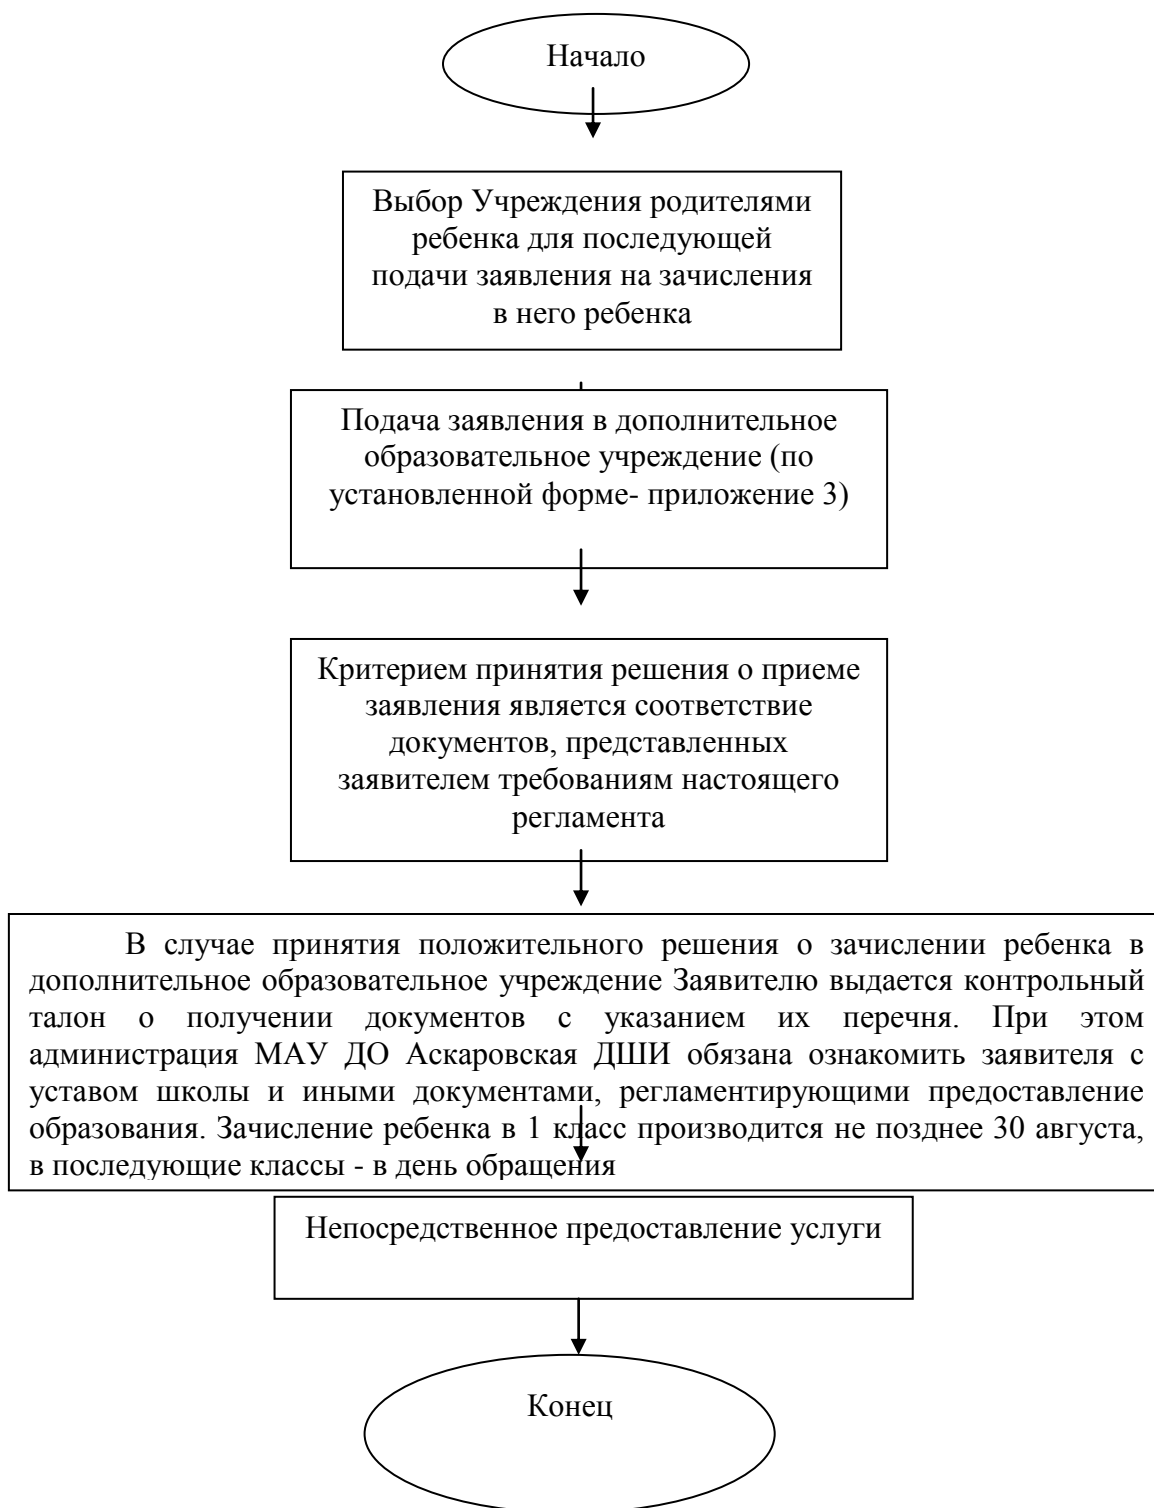 Начало
Выбор Учреждения родителями
ребенка для последующей
подачи заявления на зачисления
в него ребенка
Подача заявления в дополнительное
образовательное учреждение (по
установленной форме- приложение 3)
Критерием принятия решения о приеме
заявления является соответствие
документов, представленных
заявителем требованиям настоящего
регламента
В случае принятия положительного решения о зачислении ребенка в
дополнительное образовательное учреждение Заявителю выдается контрольный
талон о получении документов с указанием их перечня. При этом
администрация МАУ ДО Аскаровская ДШИ обязана ознакомить заявителя с
уставом школы и иными документами, регламентирующими предоставление
образования. Зачисление ребенка в 1 класс производится не позднее 30 августа,
в последующие классы - в день обращения
Непосредственное предоставление услуги
Конец